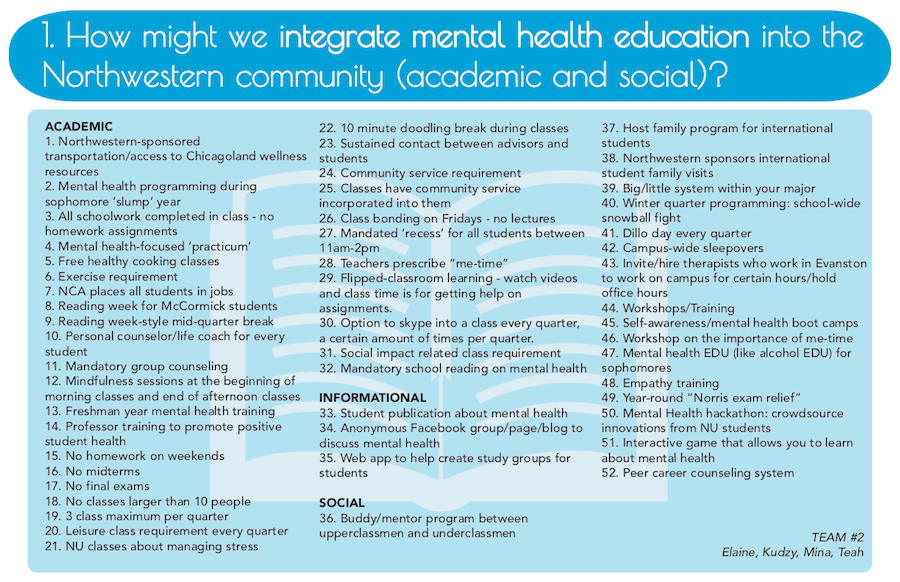 1. How might we integrate mental health education into the
Northwestern community (academic and social)?
ACADEMIC
1. Northwestern-sponsored
transportation/access to Chicagoland wellness
resources
2. Mental health programming during
sophomore 'slump' year
3. All schoolwork completed in class - no
homework assignments
4. Mental health-focused 'practicum'
5. Free healthy cooking classes
6. Exercise requirement
7. NCA places all students in jobs
8. Reading week for McCormick students
9. Reading week-style mid-quarter break
10. Personal counselor/life coach for every
student
11. Mandatory group counseling
12. Mindfulness sessions at the beginning of
morning classes and end of afternoon classes
13. Freshman year mental health training
14. Professor training to promote positive
student health
15. No homework on weekends
16. No midterms
17. No final exams
18. No classes larger than 10 people
19. 3 class maximum per quarter
20. Leisure class requirement every quarter
21. NU classes about managing stress
22. 10 minute doodling break during classes
23. Sustained contact between advisors and
students
24. Community service requirement
25. Classes have community service
incorporated into them
26. Class bonding on Fridays - no lectures
27. Mandated 'recess' for all students between
11am-2pm
28. Teachers prescribe "me-time"
29. Flipped-classroom learning - watch videos
and class time is for getting help on
assignments.
30. Option to skype into a class every quarter,
a certain amount of times per quarter.
31. Social impact related class requirement
32. Mandatory school reading on mental health
INFORMATIONAL
33. Student publication about mental health
34. Anonymous Facebook group/page/blog to
discuss mental health
35. Web app to help create study groups for
students
SOCIAL
36. Buddy/mentor program between
upperclassmen and underclassmen
37. Host family program for international
students
38. Northwestern sponsors international
student family visits
39. Big/little system within your major
40. Winter quarter programming: school-wide
snowball fight
41. Dillo day every quarter
42. Campus-wide sleepovers
43. Invite/hire therapists who work in Evanston
to work on campus for certain hours/hold
office hours
44. Workshops/Training
45. Self-awareness/mental health boot camps
46. Workshop on the importance of me-time
47. Mental health EDU (like alcohol EDU) for
sophomores
48. Empathy training
49. Year-round "Norris exam relief"
50. Mental Health hackathon: crowdsource
innovations from NU students
51. Interactive game that allows you to learn
about mental health
52. Peer career counseling system
TEAM #2
Elaine, Kudzy, Mina, Teah